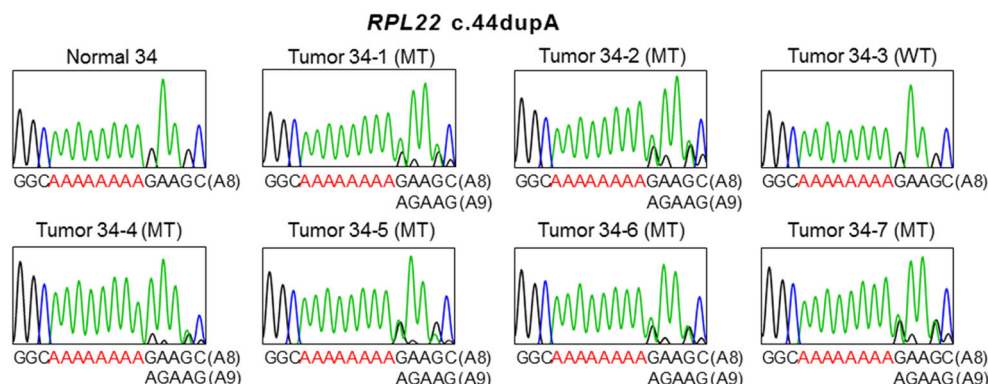 RPL22 c.44dupA
Normal 34
Tumor 34-1 (MT)
Tumor 34-2 (MT)
Tumor 34-3 (WT)
GGCAAAAAAAAGAAGC(A8)
GGCAAAAAAAAGAAGC(A8)
AGAAG(A9)
GGCAAAAAAAAGAAGC(A8)
AGAAG(A9)
GGCAAAAAAAAGAAGC(A8)
Tumor 34-4 (MT)
Tumor 34-5 (MT)
Tumor 34-6 (MT)
Tumor 34-7 (MT)
GGCAAAAAAAAGAAGC(A8)
AGAAG(A9)
GGCAAAAAAAAGAAGC(A8)
AGAAG(A9)
GGCAAAAAAAAGAAGC(A8)
AGAAG(A9)
GGCAAAAAAAAGAAGC(A8)
AGAAG(A9)